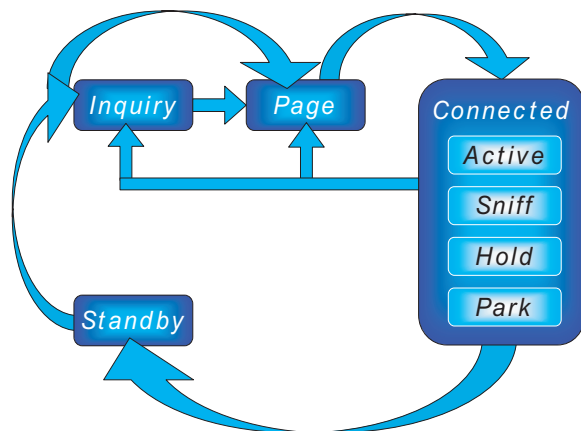 Inquiry
Page
Connected
Active
Sniff
Hold
Park
Standby